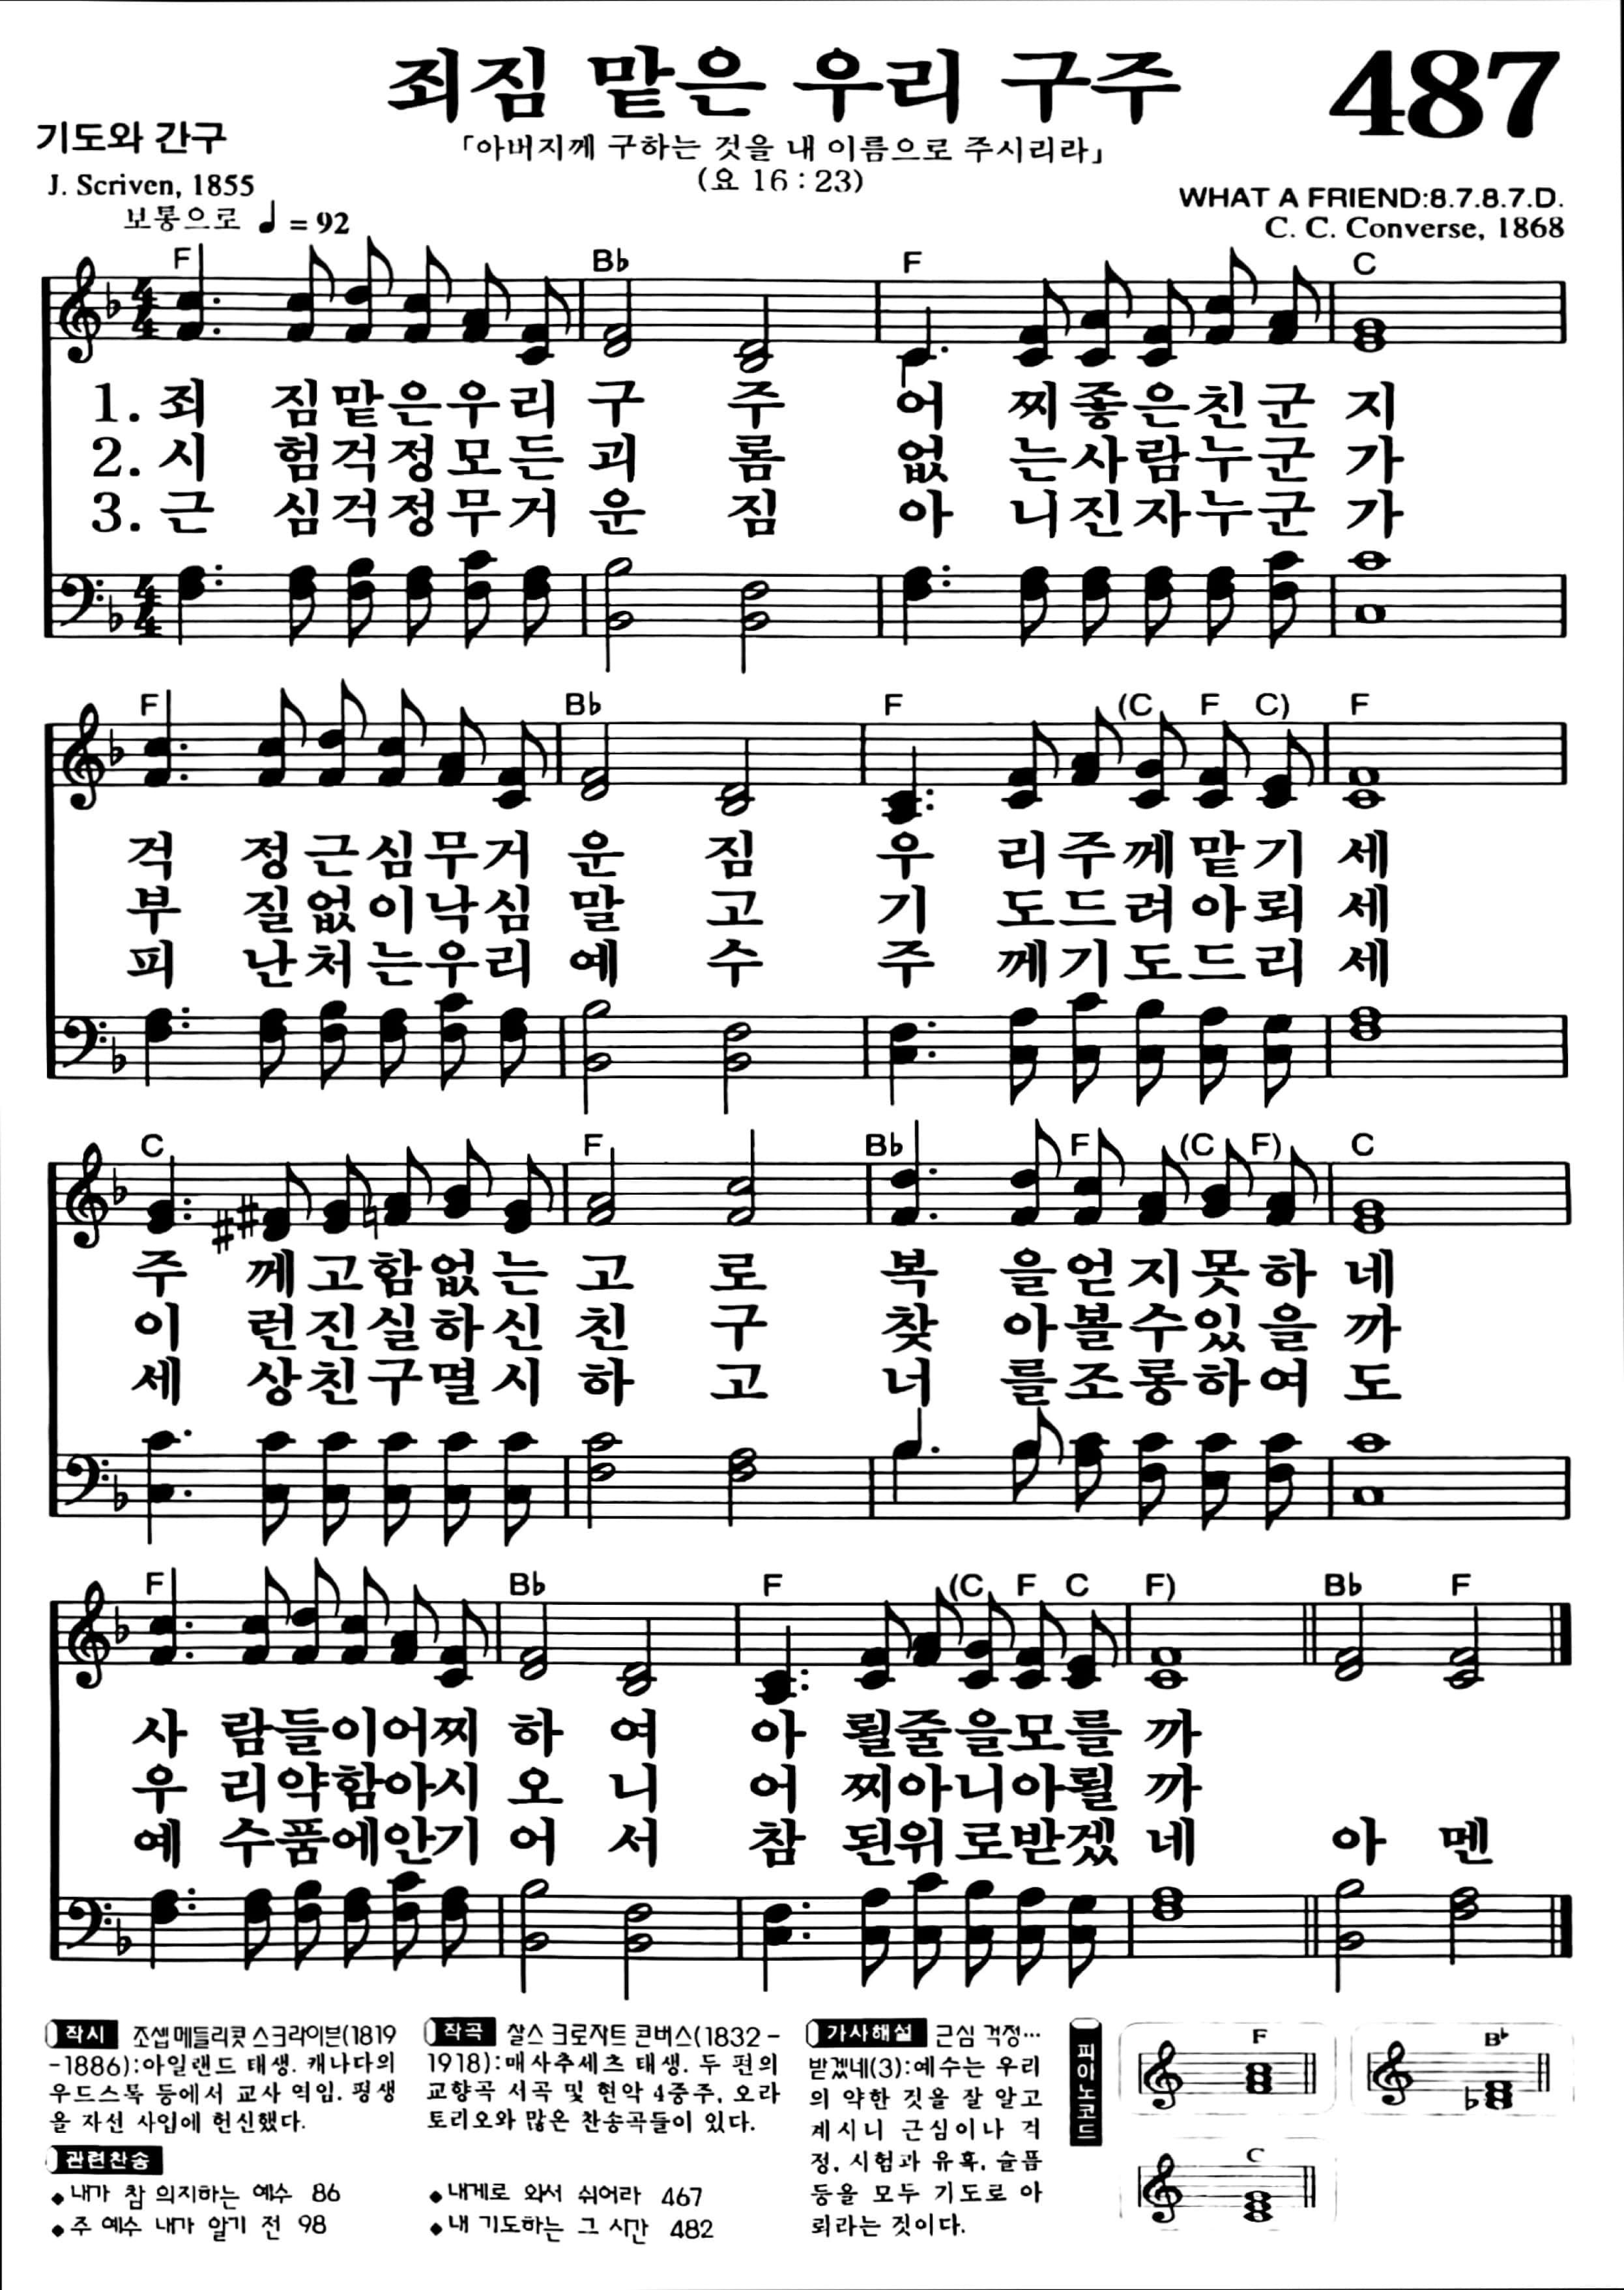 죄짐 맡은 우리 구주
487
기도와 간구
「아버지께 구하는 것을 내 이름으로 주시리라」
(요 16 : 23)
J. Scriven, 1855
보통으로 ♩ = 92
WHAT A FRIEND:8.7.8.7.D.
C. C. Converse, 1868
F B♭ F C
1. 죄 짐맡은우리 구 주 어 찌좋은친군 지
2. 시 험걱정모든 괴 롬 없 는사람누군 가
3. 근 심걱정무거 운 짐 아 니진자누군 가
F B♭ F (C F C) F
걱 정근심무거 운 짐 우 리주께맡기 세
부 질없이낙심 말 고 기 도드려아뢰 세
피 난처는우리 예 수 주 께기도드리 세
C F B♭ F (C F) C
주 께고함없는 고 로 복 을얻지못하 네
이 런진실하신 친 구 찾 아볼수있을 까
세 상친구멸시 하 고 너 를조롱하여 도
F B♭ F (C F C F) B♭ F
사 람들이어찌 하 여 아 뢸줄을모를 까
우 리약함아시 오 니 어 찌아니아뢸 까
예 수품에안기 어 서 참 된위로받겠 네 아 멘
작시 조셉 메들리콧 스크라이븐(1819
-1886):아일랜드 태생. 캐나다의
우드스톡 등에서 교사 역임. 평생
을 자선 사업에 헌신했다.
작곡 찰스 크로자트 콘버스(1832-
1918):매사추세츠 태생. 두 편의
교향곡 서곡 및 현악 4중주, 오라
토리오와 많은 찬송곡들이 있다.
가사해설 근심 걱정…
받겠네(3):예수는 우리
의 약한 것을 잘 알고
계시니 근심이나 걱
정, 시험과 유혹, 슬픔
등을 모두 기도로 아
뢰라는 것이다.
피아노코드
F
B♭
C
관련찬송
◆내가 참 의지하는 예수 86
◆주 예수 내가 알기 전 98
◆내게로 와서 쉬어라 467
◆내 기도하는 그 시간 482